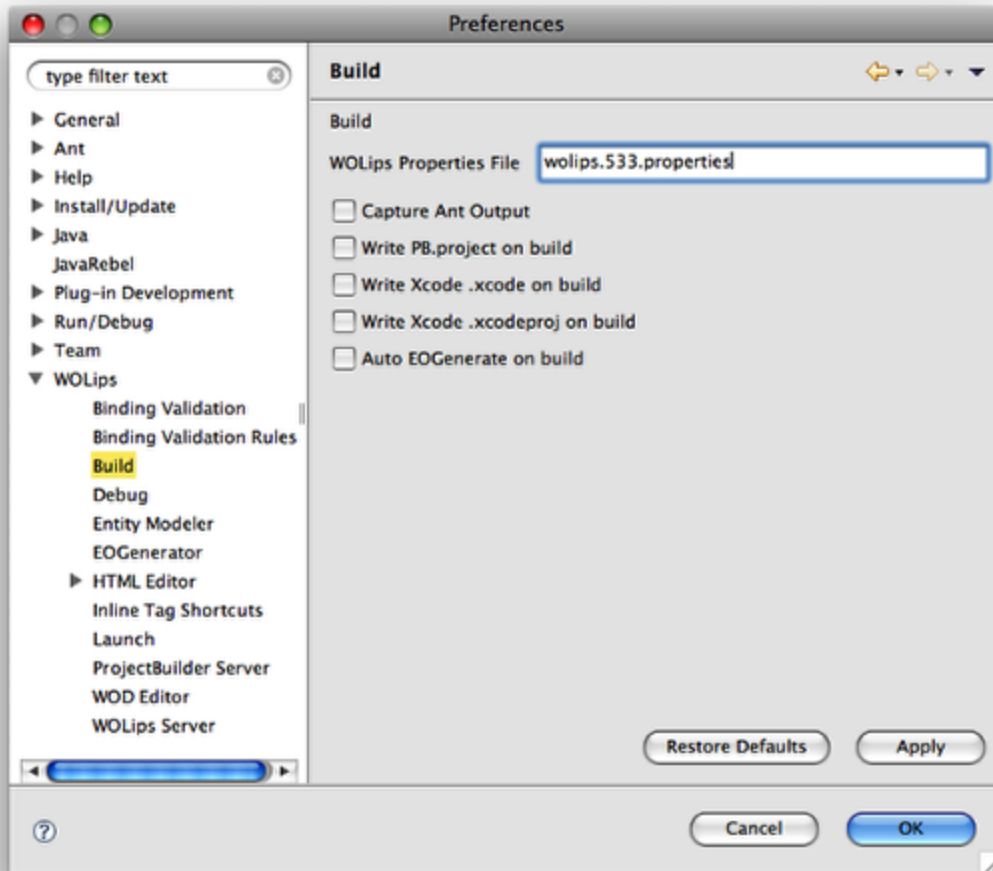 Preferences
type filter text
General
Ant
Help
Install/Update
Java
JavaRebel
Plug-in Development
Run/Debug
Team
WOLips
Binding Validation
Binding Validation Rules
Build
Debug
Entity Modeler
EOGenerator
HTML Editor
Inline Tag Shortcuts
Launch
ProjectBuilder Server
WOD Editor
WOLips Server
Build
Build
WOLips Properties File wolips.533.properties
Capture Ant Output
Write PB.project on build
Write Xcode .xcode on build
Write Xcode .xcodeproj on build
Auto EOGenerate on build
Restore Defaults Apply
? Cancel OK